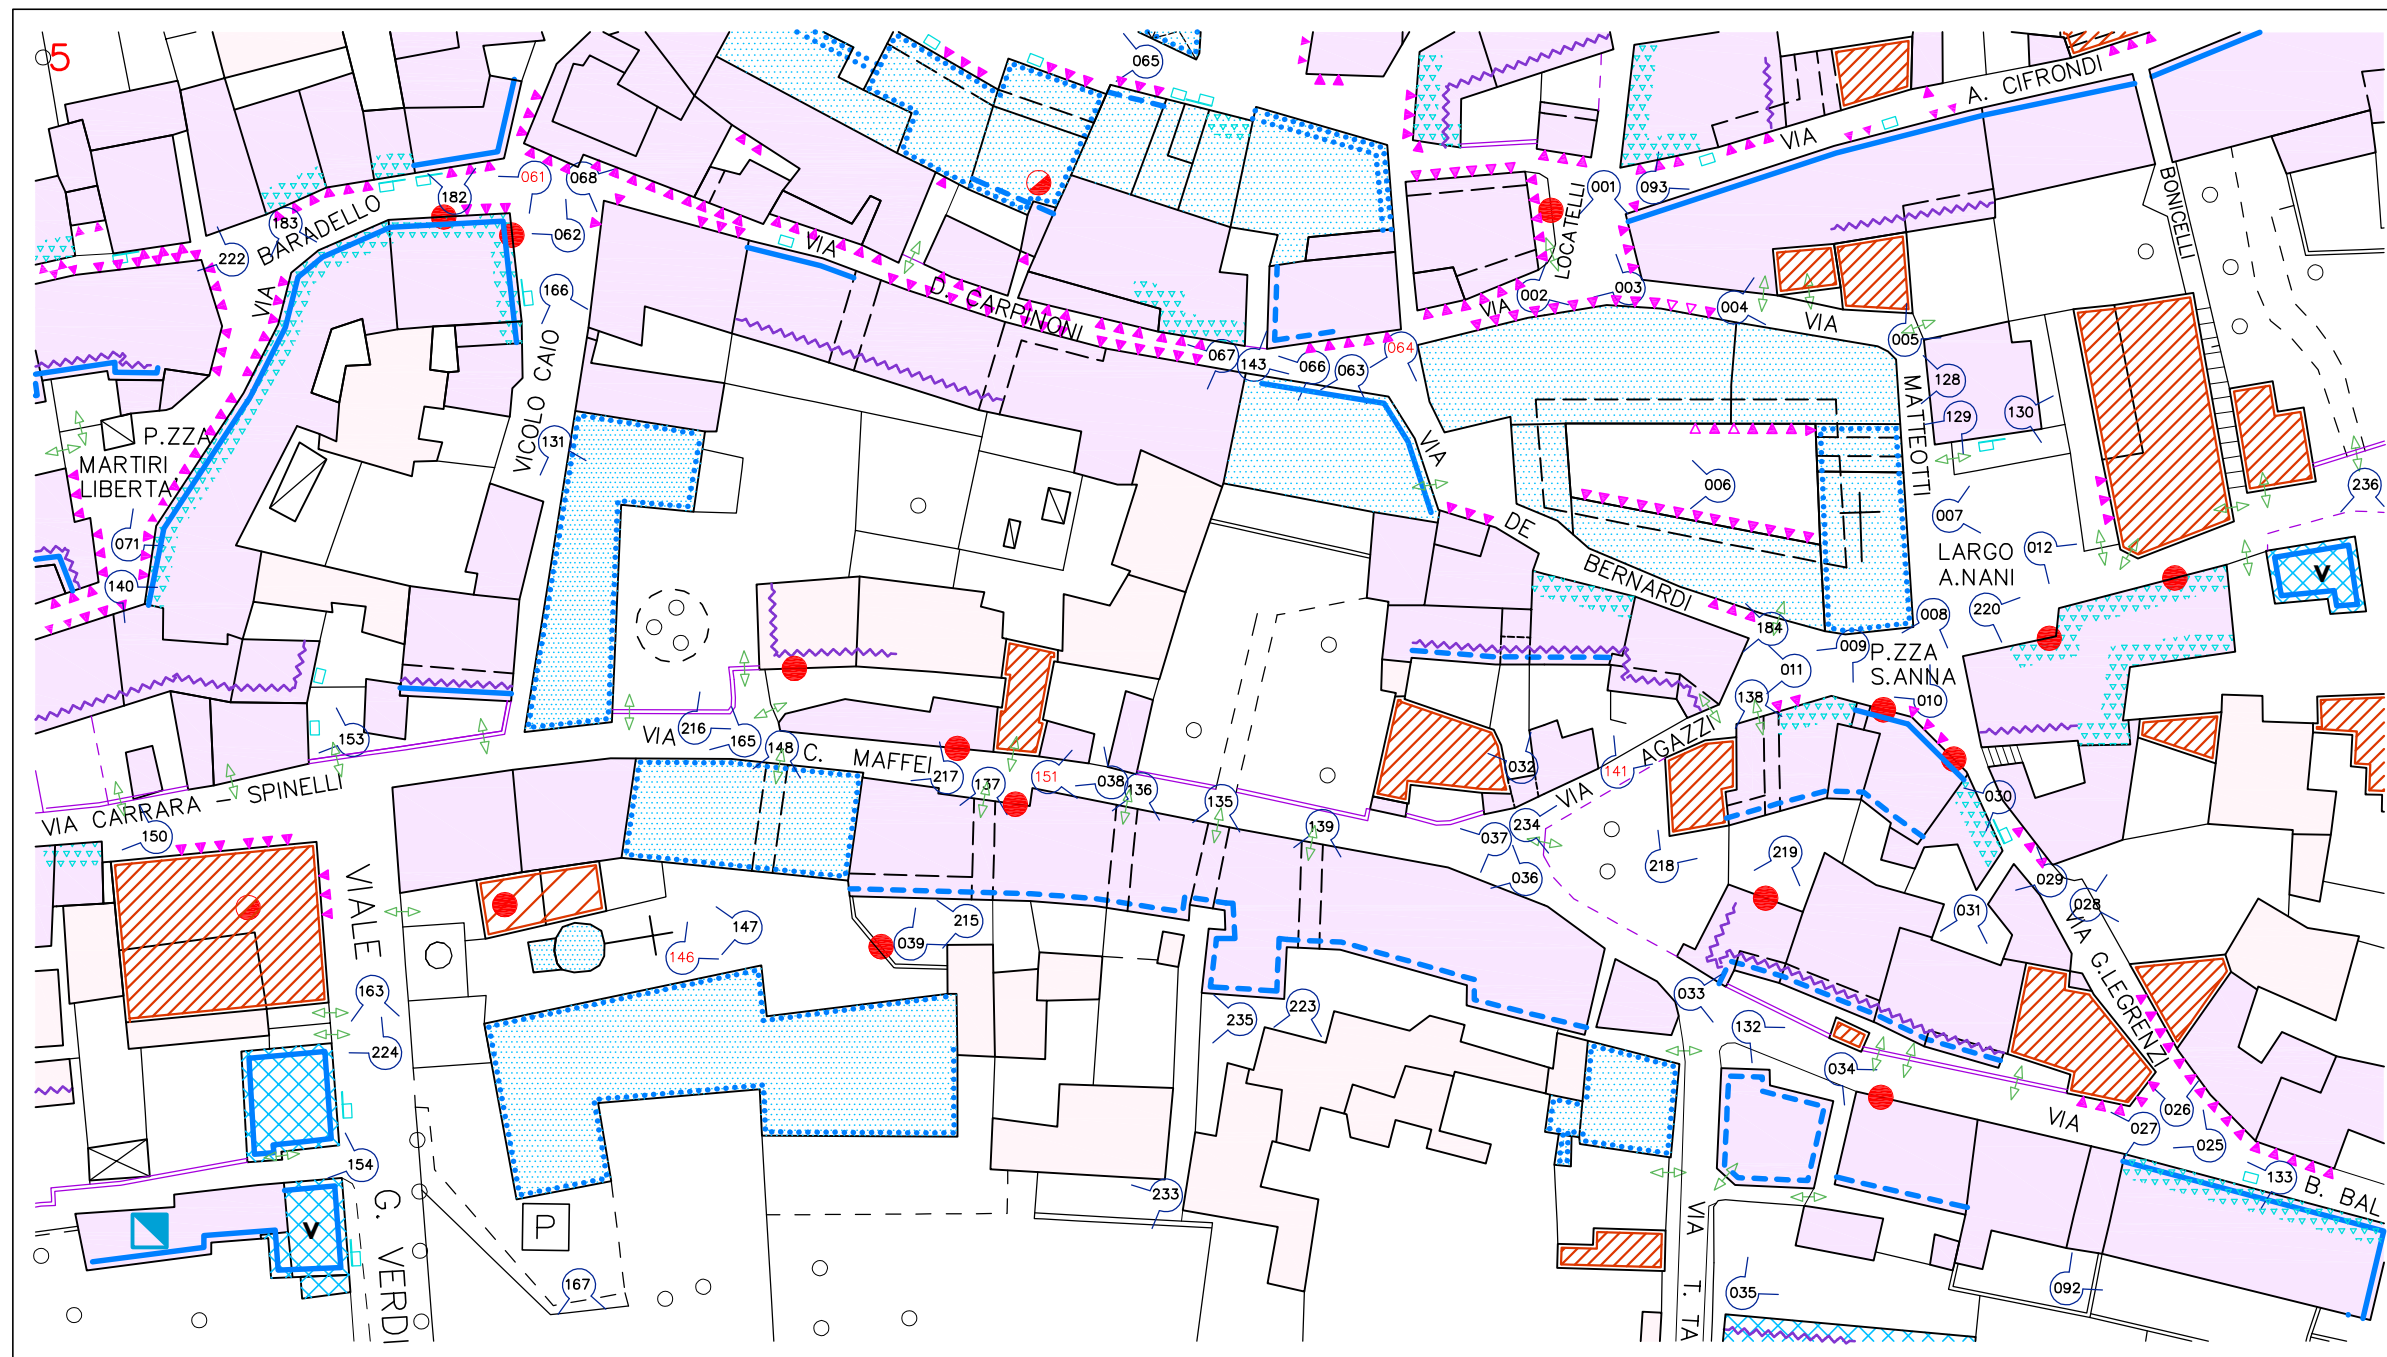 5
065
A. CIFRONDI
VIA
182
061
068
001
093
183
BARADELLO
222
062
VIA
LOCATELLI
BONICELLI
VIA
166
D. CARPINONI
002
003
004
VIA
VIA
005
VICOLO CAIO
067
143
066
063
064
128
MATTEOTTI
129
130
P.ZZA
MARTIRI
LIBERTA'
131
VIA
006
236
071
DE
007
LARGO
A.NANI
012
140
BERNARDI
V
184
008
220
009
P.ZZA
S.ANNA
011
138
010
153
VIA
216
165
148
C. MAFFEI
217
137
151
038
136
135
139
032
VIA AGAZZI
141
VIA CARRARA - SPINELLI
150
037
234
036
218
219
030
029
028
031
VIA G.LEGRENZI
VIALE
147
146
039
215
163
224
235
223
033
132
034
026
027
025
VIA
154
133
B. BAL
G. VERDI
V
P
233
VIA T. TA
167
035
092